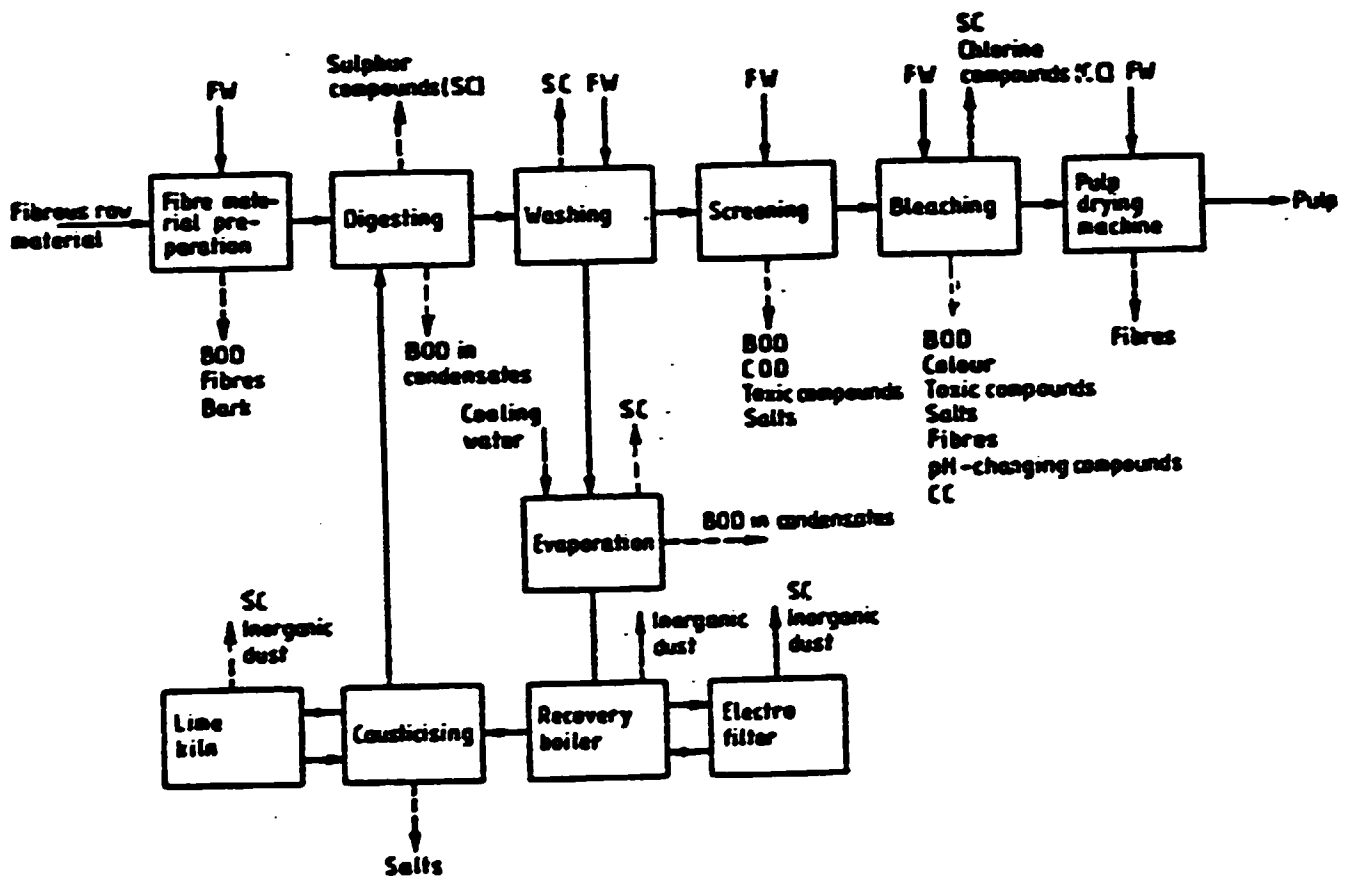 SC
Chlorine
compounds (CC)
Sulphur
compounds (SC)
FW
SC
FW
FW
FW
FW
Fibrous raw
material
Fibre mate-
rial pre-
paration
Digesting
Washing
Screening
Bleaching
Pulp
drying
machine
Pulp
BOD
Fibres
Bark
BOD in
condensates
BOD
COD
Toxic compounds
Salts
BOD
Colour
Toxic compounds
Salts
Fibres
pH-changing compounds
CC
Fibres
Cooling
water
SC
Evaporation
BOD in condensates
SC
Inorganic
dust
Inorganic
dust
SC
Inorganic
dust
Lime
kiln
Causticising
Recovery
boiler
Electro
filter
Salts